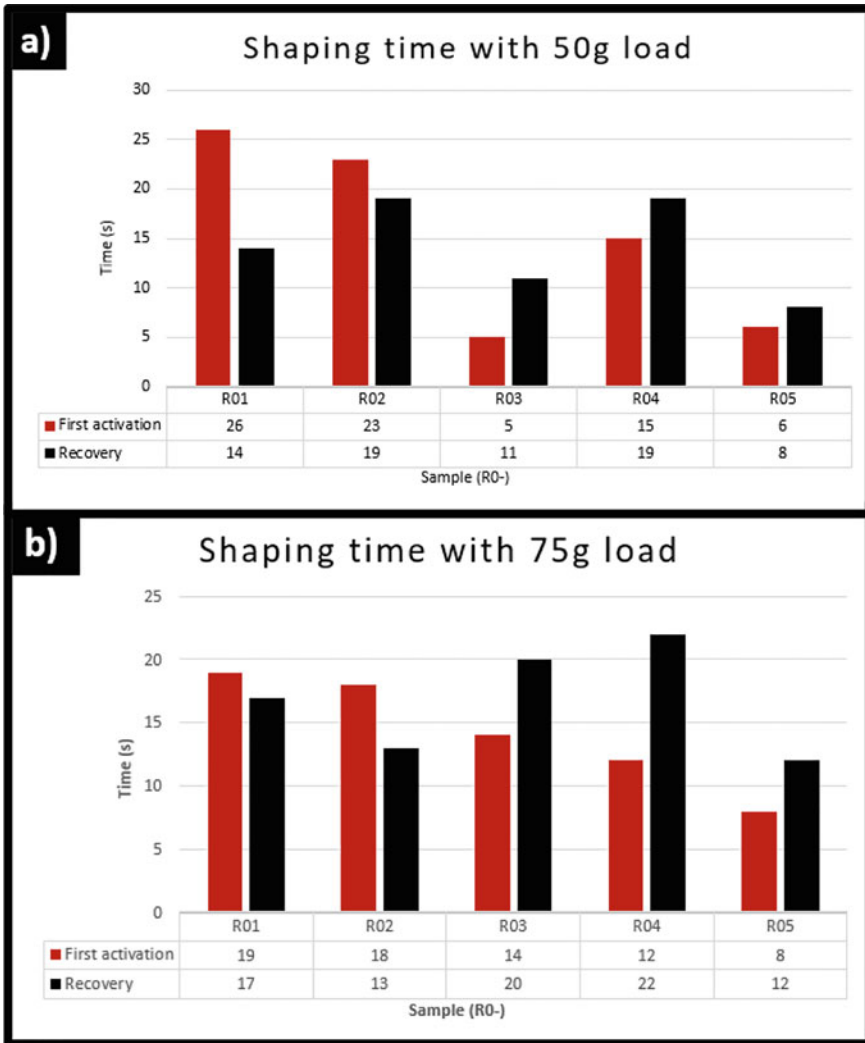 a)
Shaping time with 50g load
30
25
20
15
10
5
0
Time (s)
R01 R02 R03 R04 R05
First activation 26 23 5 15 6
Recovery 14 19 11 19 8
Sample (R0-)
b)
Shaping time with 75g load
25
20
15
10
5
0
Time (s)
R01 R02 R03 R04 R05
First activation 19 18 14 12 8
Recovery 17 13 20 22 12
Sample (R0-)